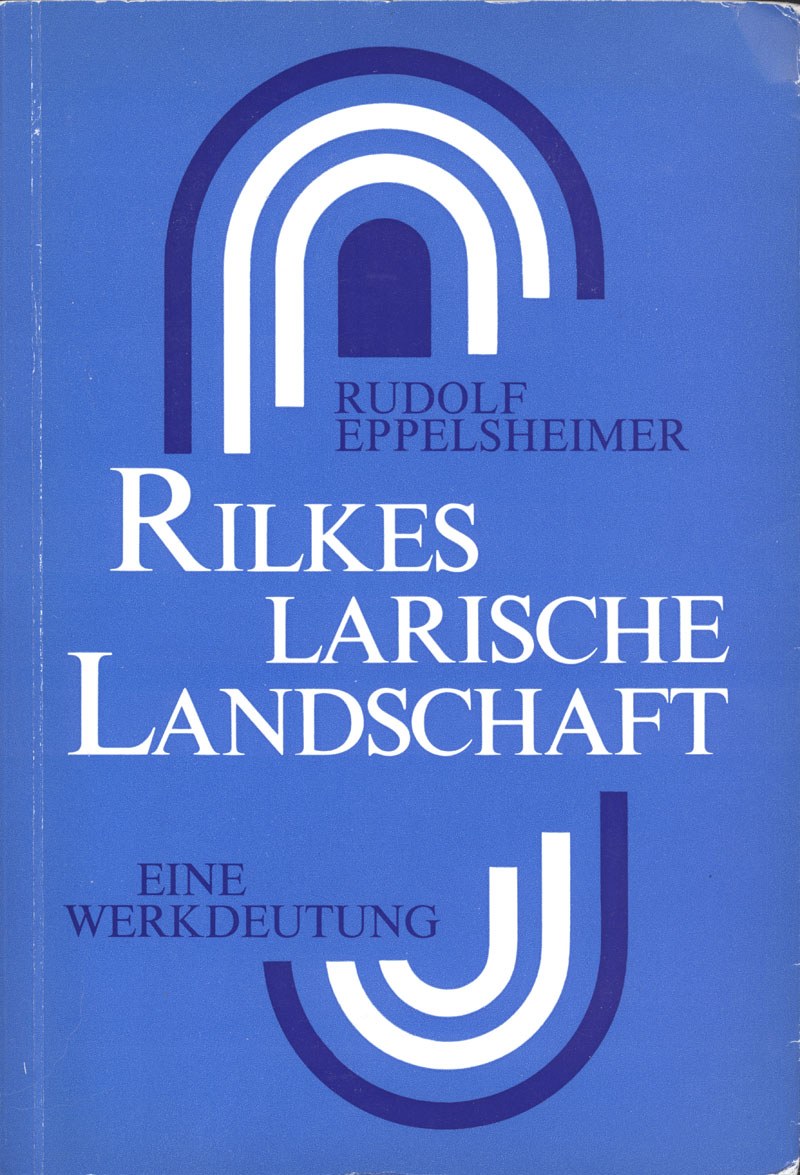 RUDOLF
EPPELSHEIMER
RILKES
LARISCHE
LANDSCHAFT
EINE
WERKDEUTUNG